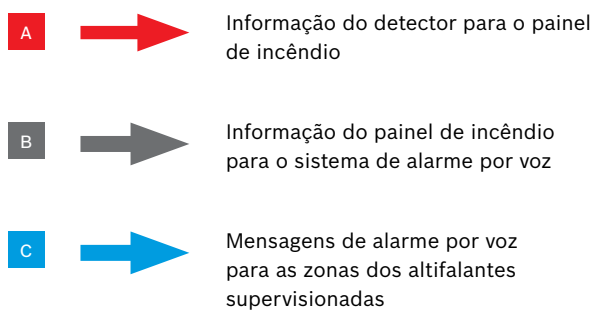 A
Informação do detector para o painel
de incêndio
B
Informação do painel de incêndio
para o sistema de alarme por voz
C
Mensagens de alarme por voz
para as zonas dos altifalantes
supervisionadas